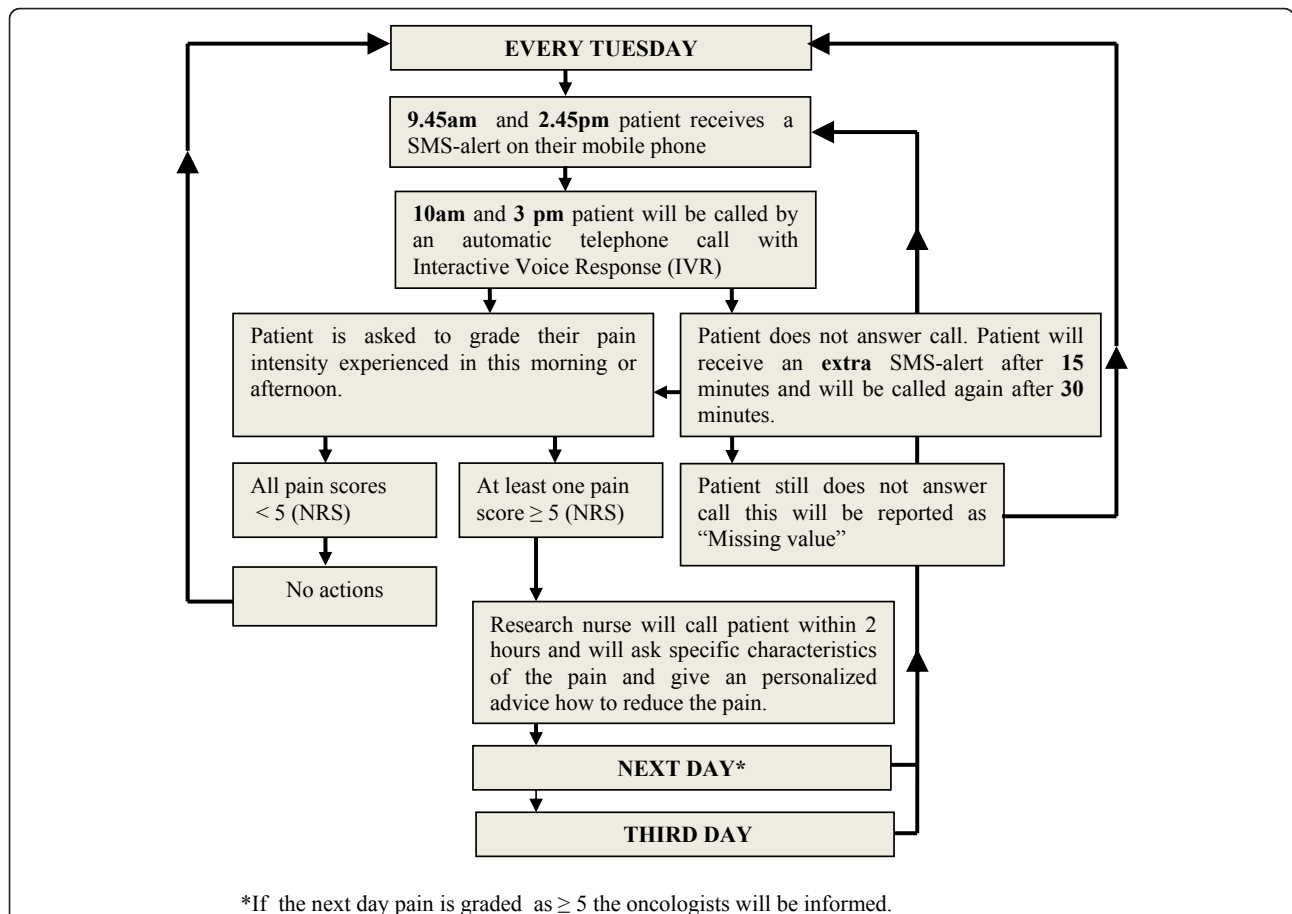 EVERY TUESDAY
9.45am and 2.45pm patient receives a
SMS-alert on their mobile phone
10am and 3 pm patient will be called by
an automatic telephone call with
Interactive Voice Response (IVR)
Patient is asked to grade their pain
intensity experienced in this morning or
afternoon.
Patient does not answer call. Patient will
receive an extra SMS-alert after 15
minutes and will be called again after 30
minutes.
All pain scores
< 5 (NRS)
At least one pain
score ≥ 5 (NRS)
Patient still does not answer
call this will be reported as
“Missing value”
No actions
Research nurse will call patient within 2
hours and will ask specific characteristics
of the pain and give an personalized
advice how to reduce the pain.
NEXT DAY*
THIRD DAY
*If the next day pain is graded as ≥ 5 the oncologists will be informed.